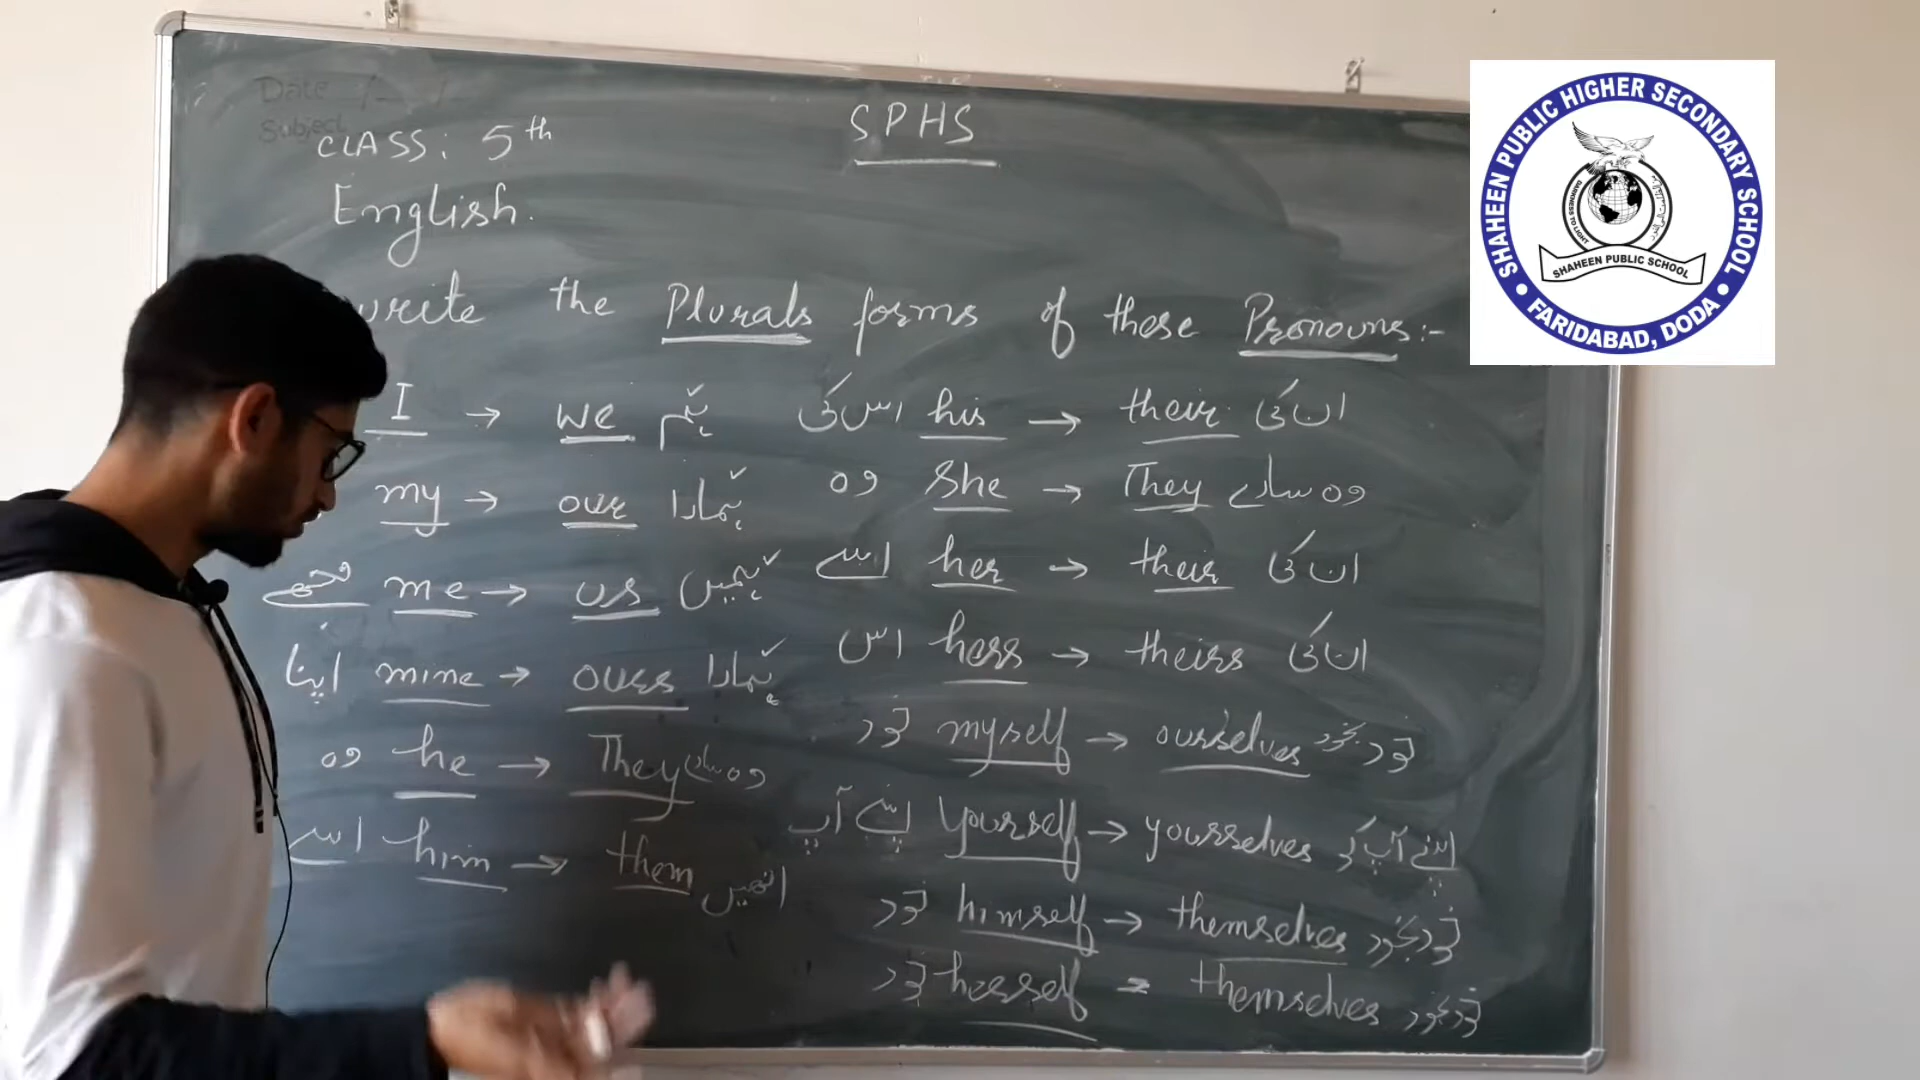 Date / /
Subject
SPHS
CLASS: 5th
English.
write the Plurals forms of these Pronouns:-
I → we ہم
my → our ہمارا
مجھے me → us ہمیں
اپنا mine → ours ہمارا
وہ he → They وہ سارے
اسے him → them انھیں
اس کی his → their ان کی
وہ She → They وہ سارے
اسے her → their ان کی
اس hers → theirs ان کی
خود myself → ourselves خود بخود
اپنے آپ yourself → yourselves اپنے آپ کو
خود himself → themselves خود بخود
خود herself = themselves خود بخود
SHAHEEN PUBLIC HIGHER SECONDARY SCHOOL
• FARIDABAD, DODA •
DARKNESS TO LIGHT
SHAHEEN PUBLIC SCHOOL